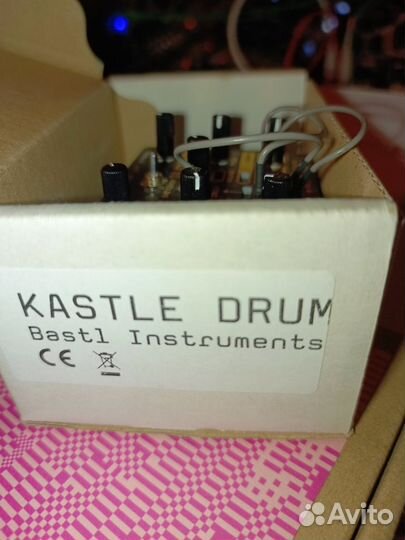 KASTLE DRUM
Bastl Instruments
CE
Avito